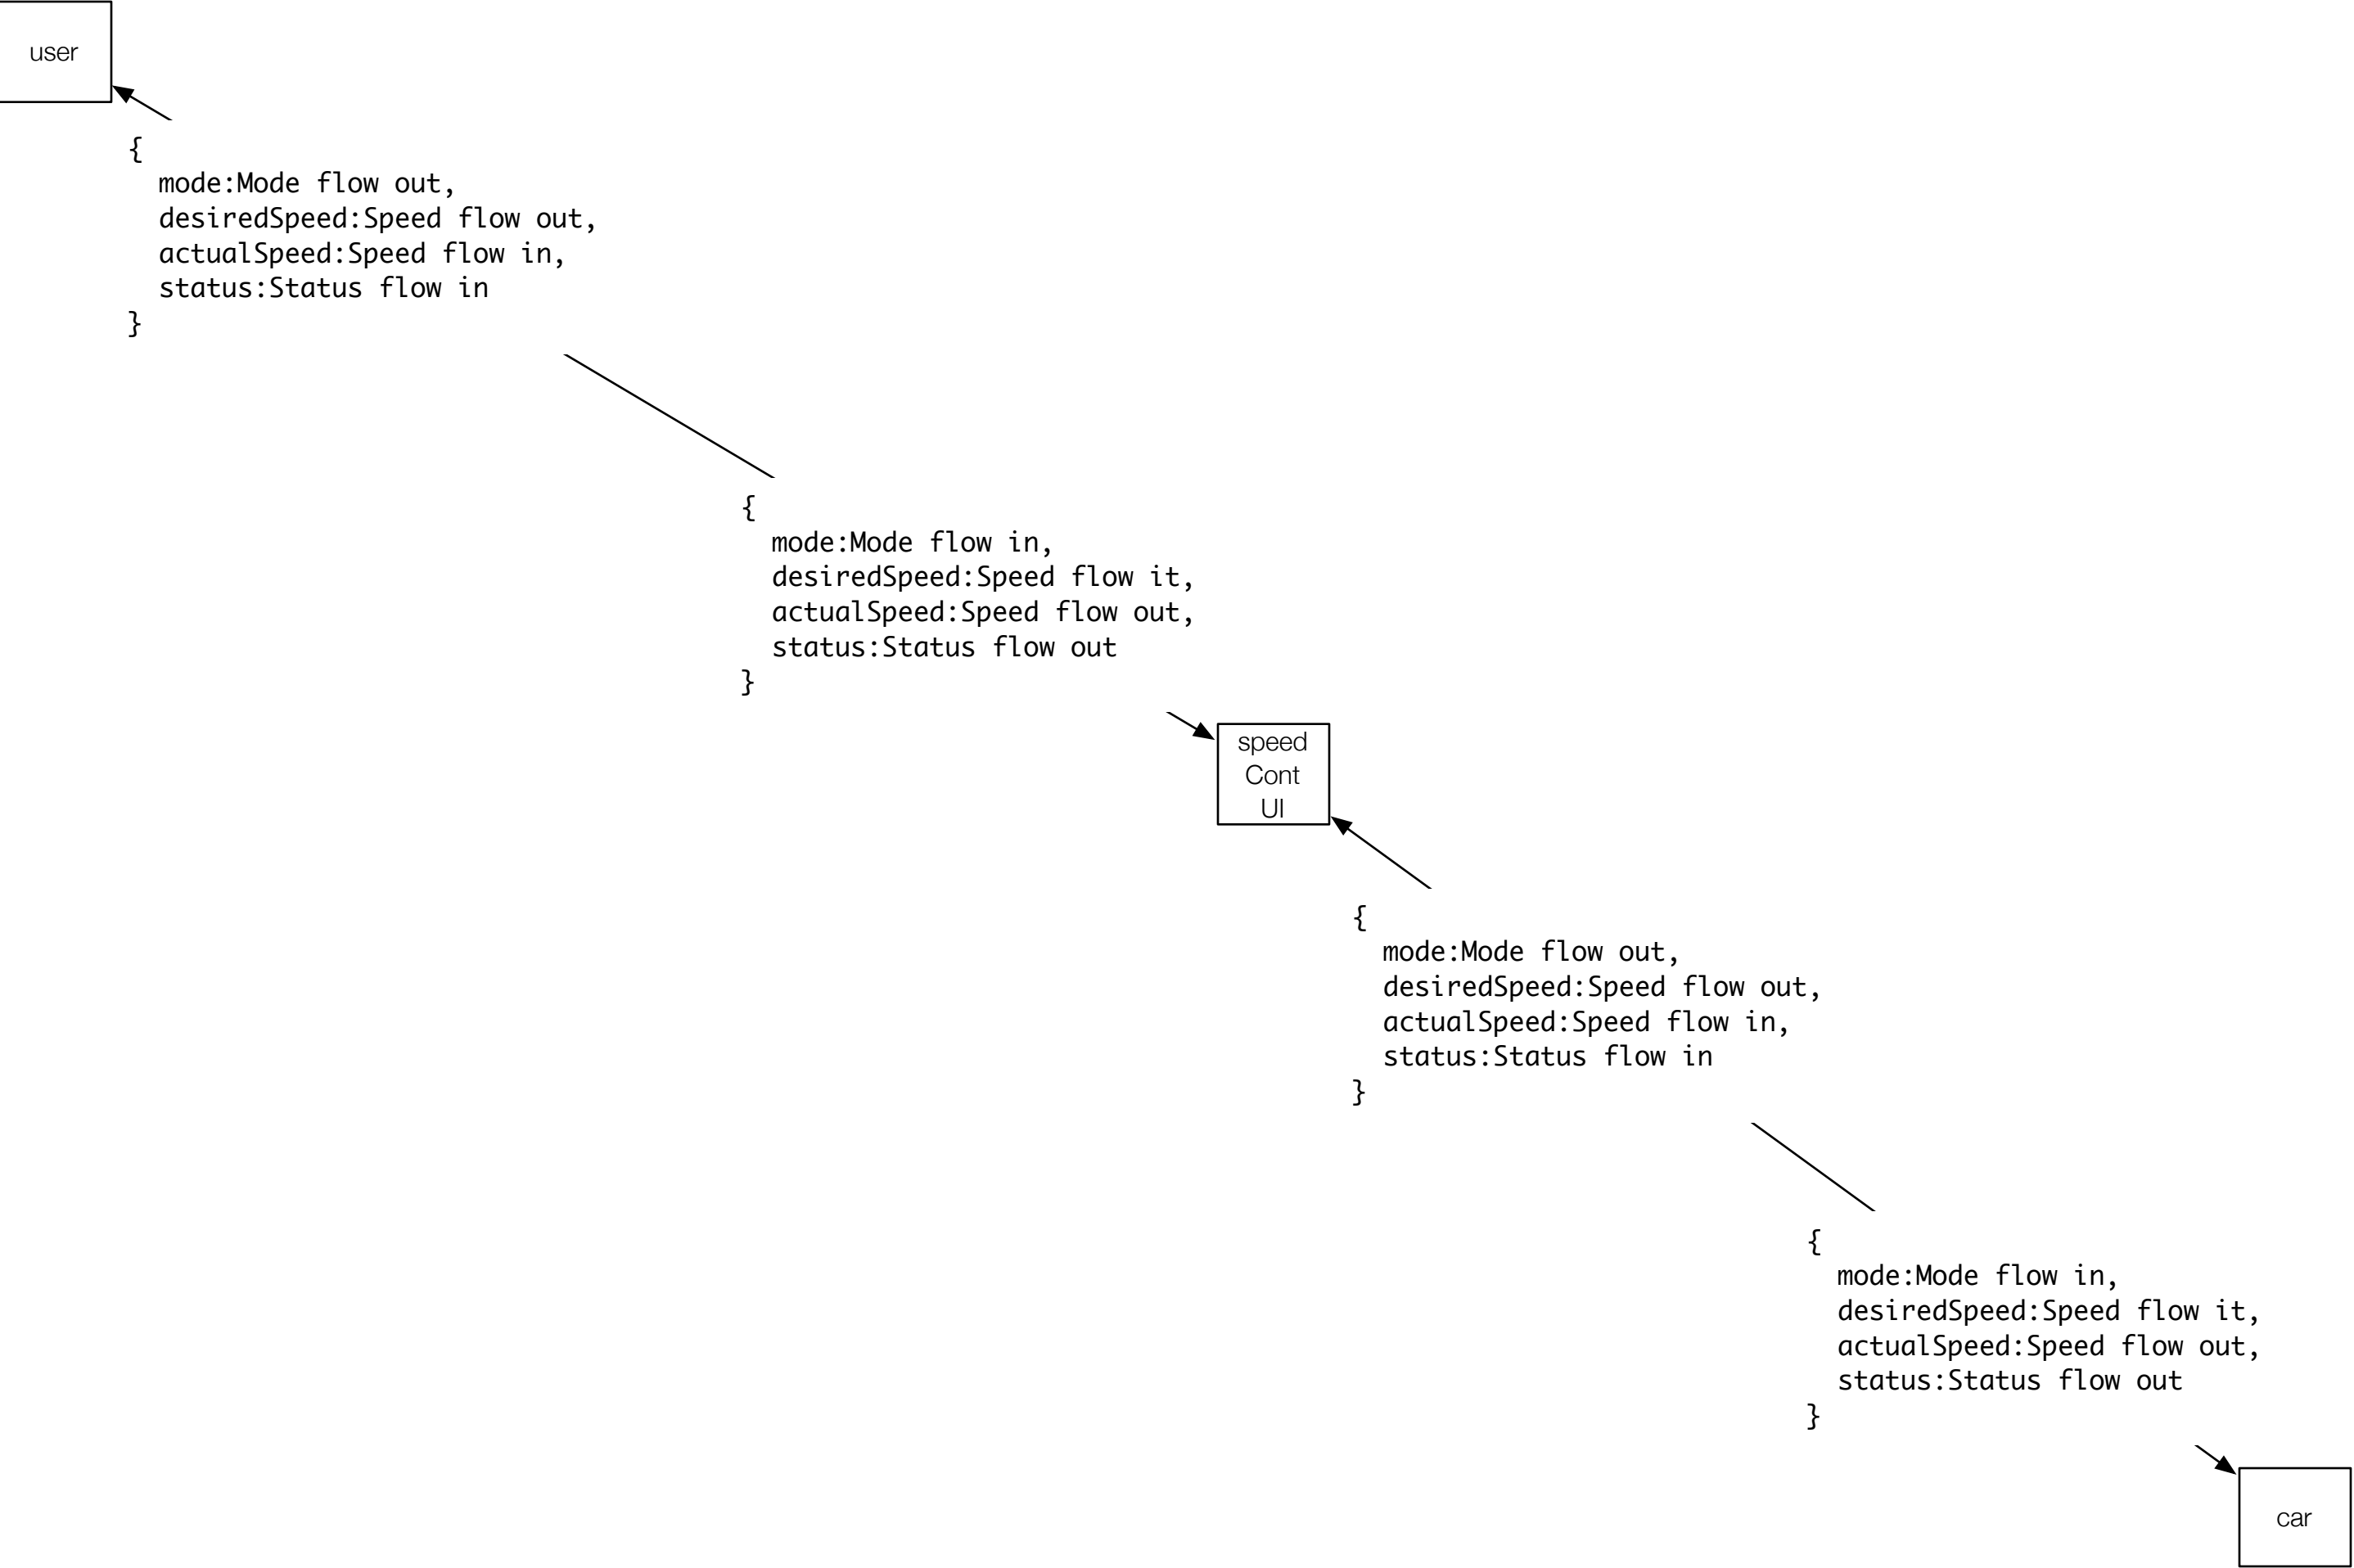 user
{
mode:Mode flow out,
desiredSpeed:Speed flow out,
actualSpeed:Speed flow in,
status:Status flow in
}
{
mode:Mode flow in,
desiredSpeed:Speed flow it,
actualSpeed:Speed flow out,
status:Status flow out
}
speed
Cont
UI
{
mode:Mode flow out,
desiredSpeed:Speed flow out,
actualSpeed:Speed flow in,
status:Status flow in
}
{
mode:Mode flow in,
desiredSpeed:Speed flow it,
actualSpeed:Speed flow out,
status:Status flow out
}
car